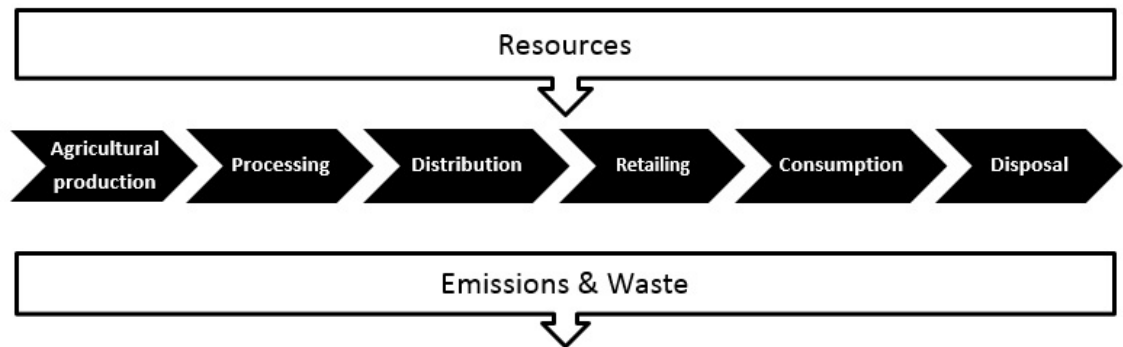 Resources
Agricultural
production
Processing
Distribution
Retailing
Consumption
Disposal
Emissions & Waste